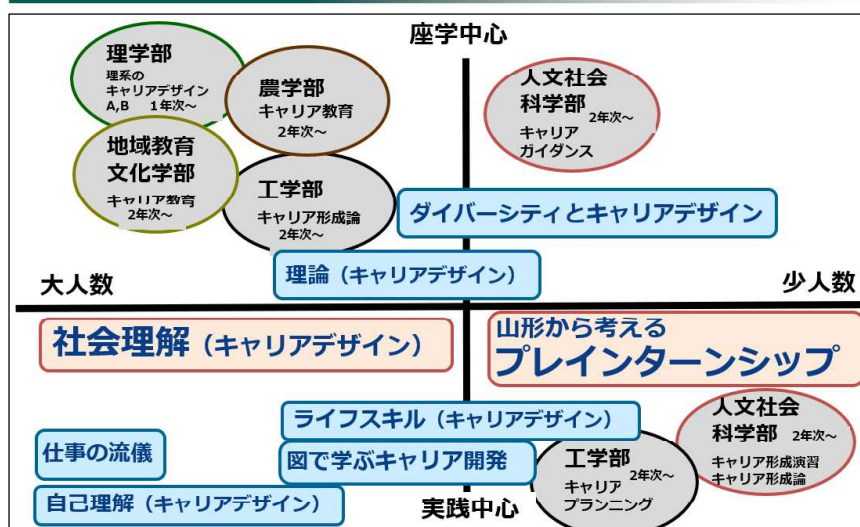 座学中心
理学部
理系の
キャリアデザイン
A,B 1年次～
農学部
キャリア教育
2年次～
人文社会
科学部 2年次～
キャリア
ガイダンス
地域教育
文化学部
キャリア教育
2年次～
工学部
キャリア形成論
2年次～
ダイバーシティとキャリアデザイン
理論（キャリアデザイン）
大人数
少人数
社会理解（キャリアデザイン）
山形から考える
プレインターンシップ
ライフスキル（キャリアデザイン）
仕事の流儀
図で学ぶキャリア開発
自己理解（キャリアデザイン）
工学部
2年次～
キャリア
プランニング
人文社会
科学部 2年次～
キャリア形成演習
キャリア形成論
実践中心